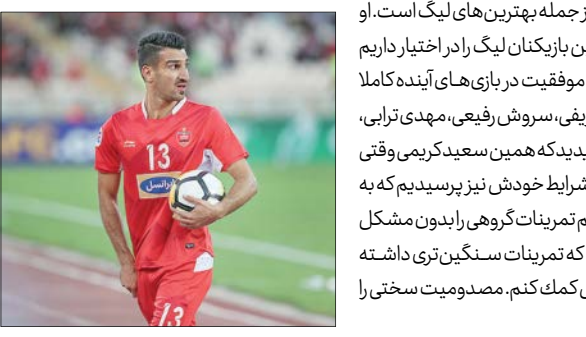 ز جمله بهترین‌های لیگ است. او
ن بازیکنان لیگ را در اختیار داریم
موفقیت در بازی‌های آینده کاملا
یفی، سروش رفیعی، مهدی ترابی،
یدید که همین سعید کریمی وقتی
شرایط خودش نیز پرسیدیم که به
م تمرینات گروهی را بدون مشکل
که تمرینات سنگین‌تری داشته
ی کمك کنم. مصدومیت سختی را
13
ایرانسل
13